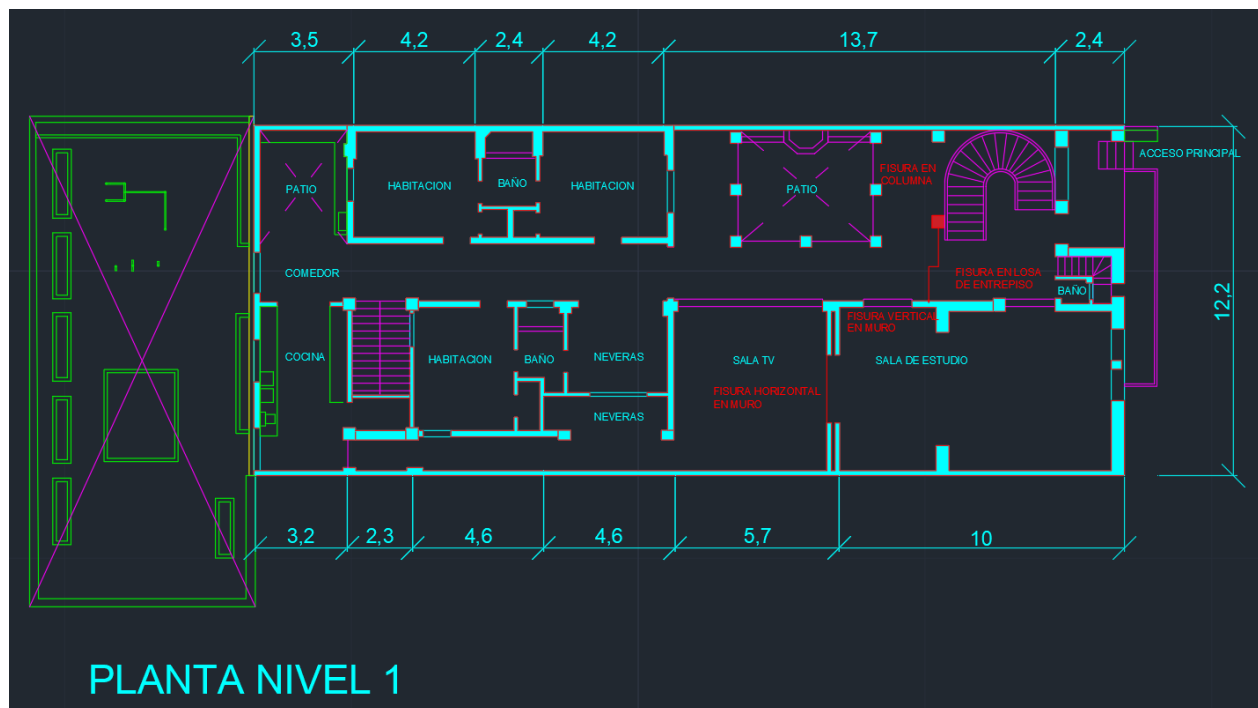 3,5
4,2
2,4
4,2
13,7
2,4
ACCESO PRINCIPAL
PATIO
HABITACION
BAÑO
HABITACION
PATIO
FISURA EN
COLUMNA
COMEDOR
FISURA EN LOSA
DE ENTREPISO
BAÑO
12,2
FISURA VERTICAL
EN MURO
COCINA
HABITACION
BAÑO
NEVERAS
SALA TV
SALA DE ESTUDIO
FISURA HORIZONTAL
EN MURO
NEVERAS
3,2
2,3
4,6
4,6
5,7
10
PLANTA NIVEL 1